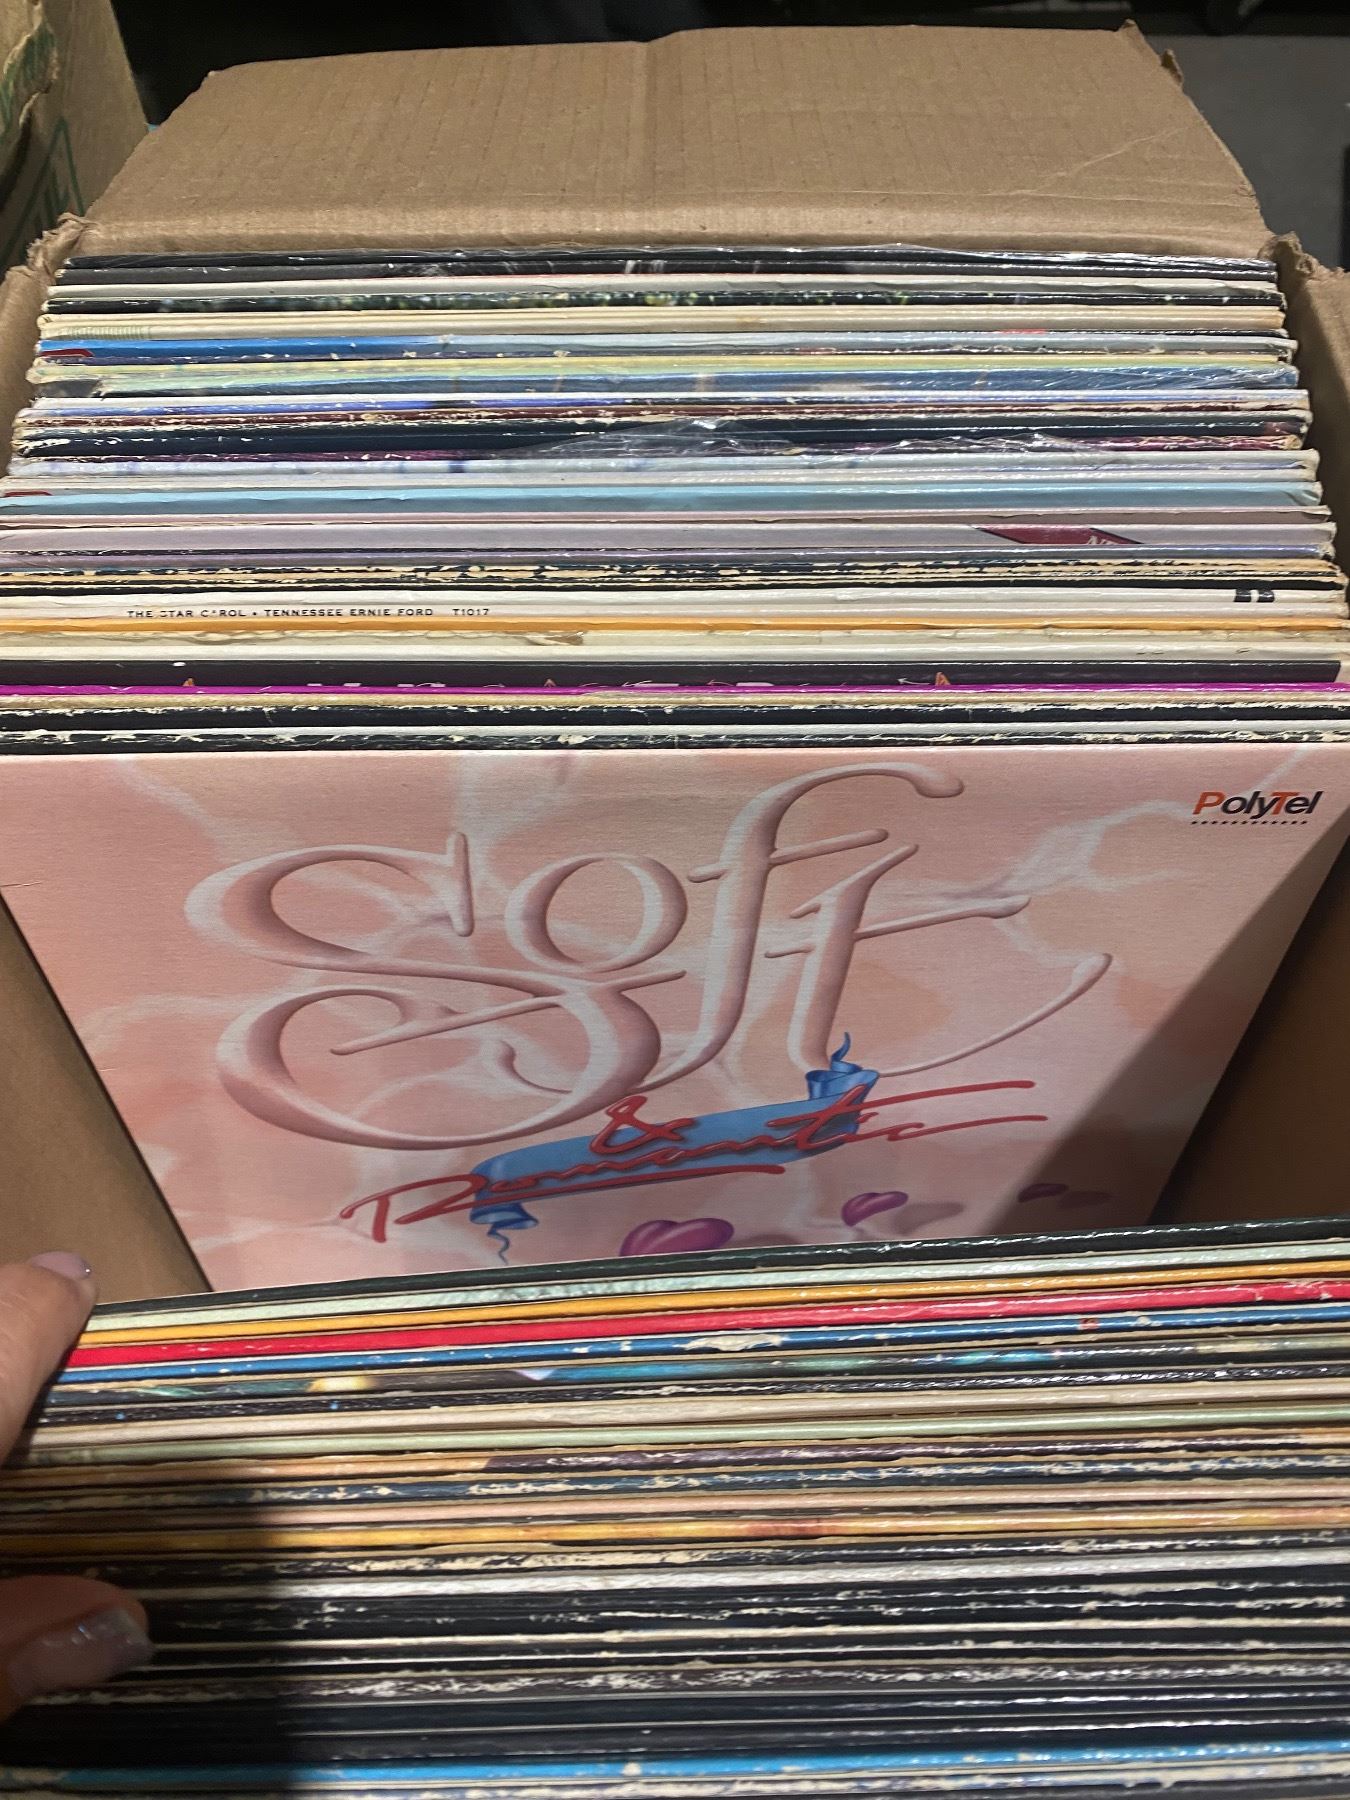 THE STAR CAROL • TENNESSEE ERNIE FORD T1017
PolyTel
Soft
&
Romantic